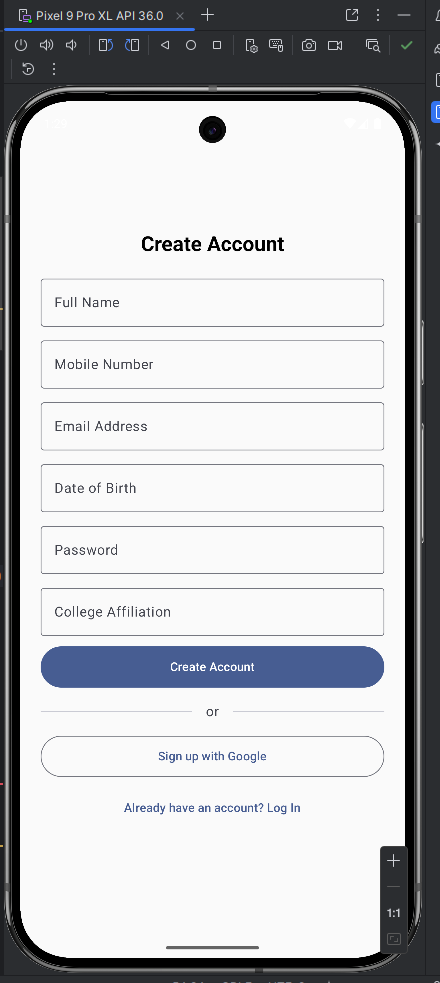 Pixel 9 Pro XL API 36.0
Create Account
Full Name
Mobile Number
Email Address
Date of Birth
Password
College Affiliation
Create Account
or
Sign up with Google
Already have an account? Log In
1:1